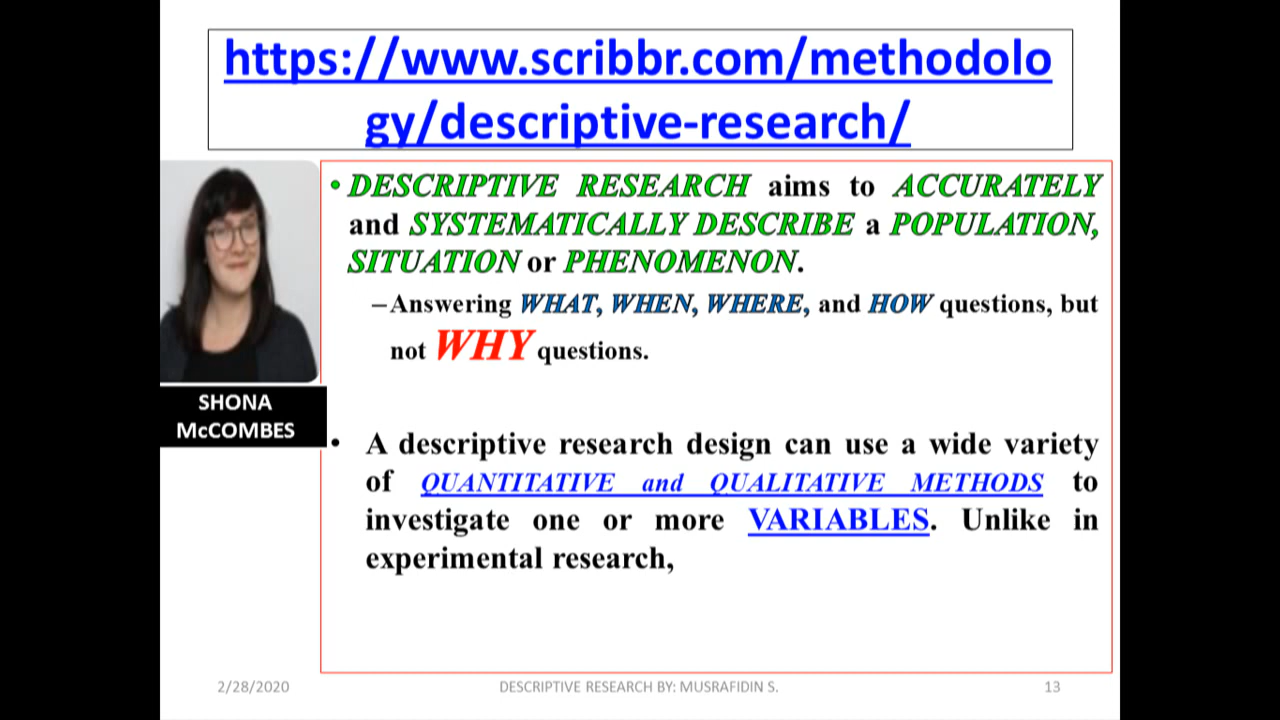 https://www.scribbr.com/methodolo
gy/descriptive-research/
SHONA
McCOMBES
• DESCRIPTIVE RESEARCH aims to ACCURATELY
and SYSTEMATICALLY DESCRIBE a POPULATION,
SITUATION or PHENOMENON.
–Answering WHAT, WHEN, WHERE, and HOW questions, but
not WHY questions.
• A descriptive research design can use a wide variety
of QUANTITATIVE and QUALITATIVE METHODS to
investigate one or more VARIABLES. Unlike in
experimental research,
2/28/2020 DESCRIPTIVE RESEARCH BY: MUSRAFIDIN S. 13